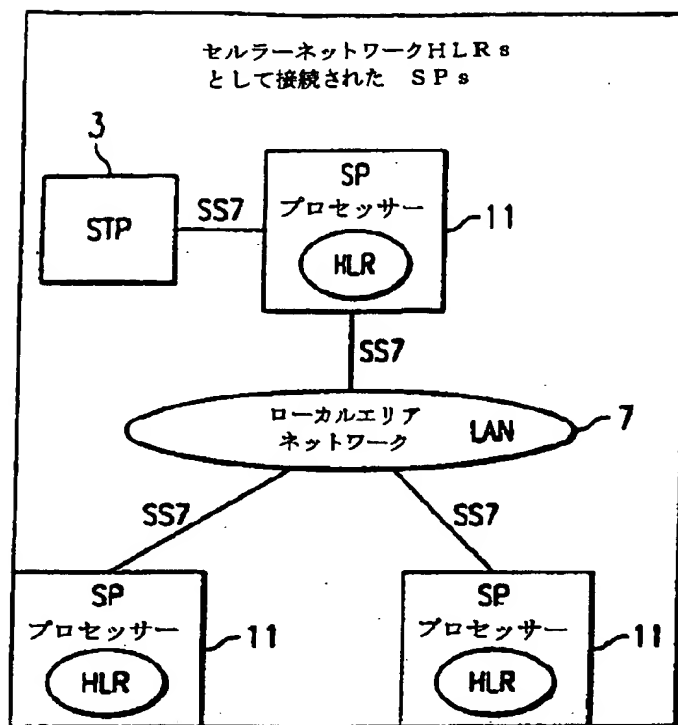 セルラーネットワークHLRs
として接続された SPs
3
STP
SS7
SP
プロセッサー
HLR
11
SS7
ローカルエリア
ネットワーク LAN
7
SS7
SS7
SP
プロセッサー
HLR
11
SP
プロセッサー
HLR
11